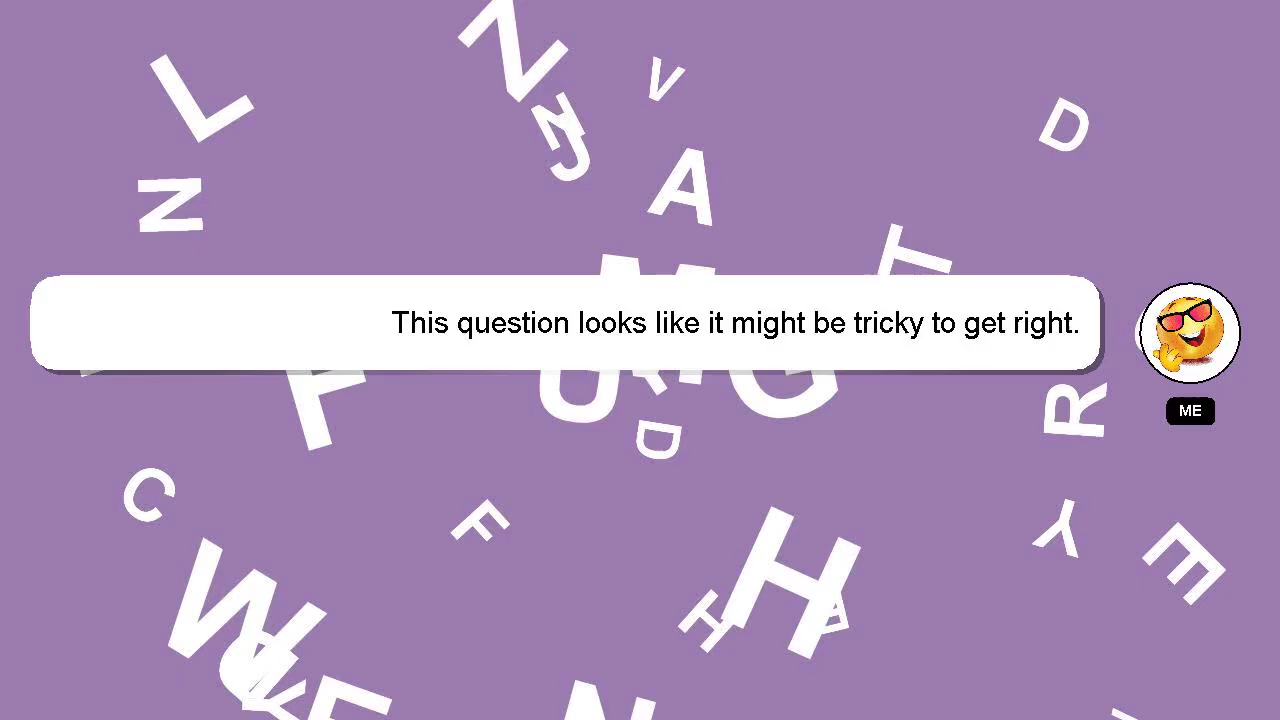 This question looks like it might be tricky to get right.
ME
L
N
V
N
J
D
A
N
T
F
U
G
D
R
C
F
H
Y
E
W
H
A
N